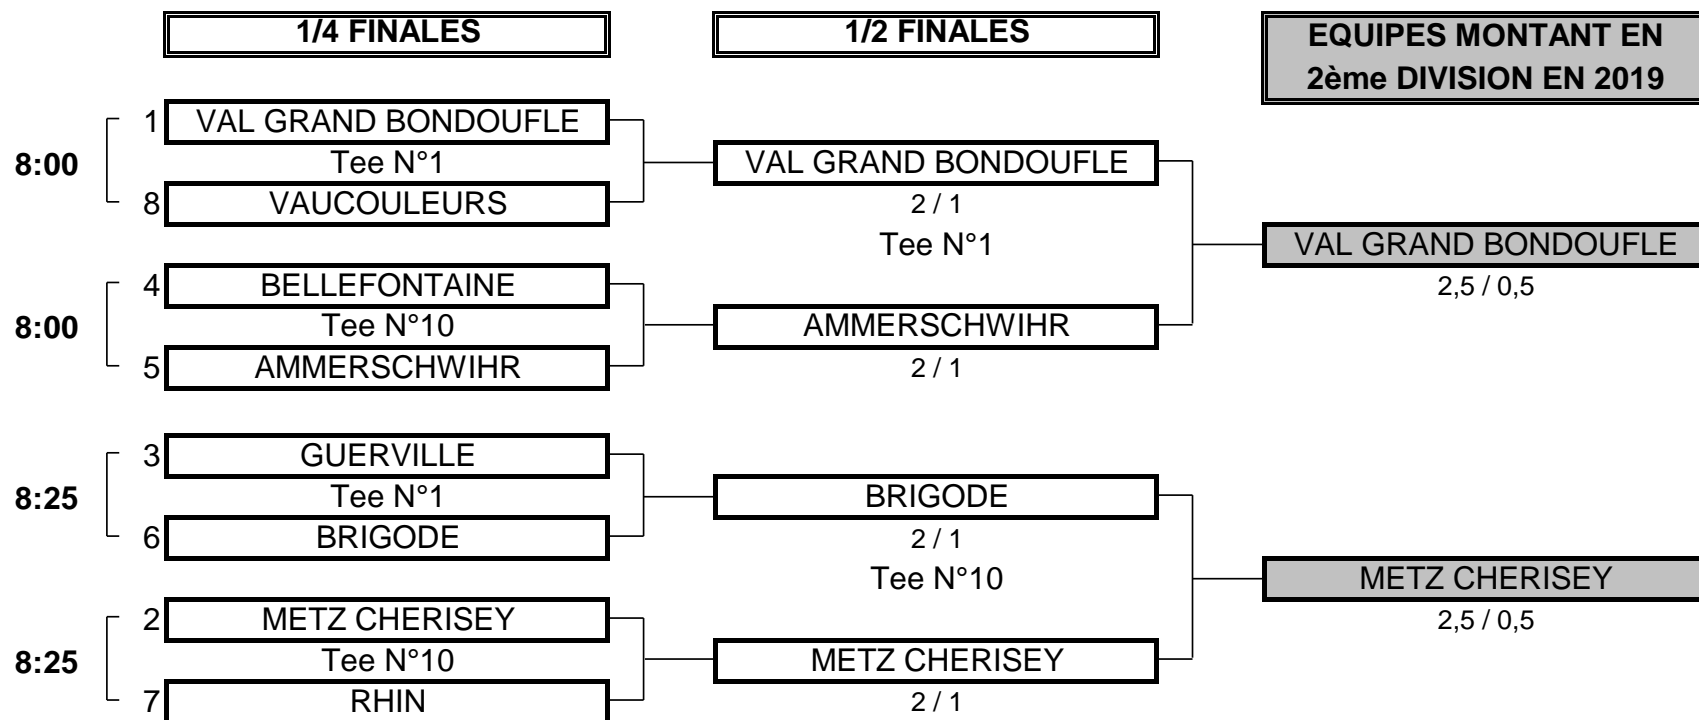 1/4 FINALES
1/2 FINALES
EQUIPES MONTANT EN
2ème DIVISION EN 2019
8:00
1 VAL GRAND BONDOUFLE
Tee N°1
8 VAUCOULEURS
VAL GRAND BONDOUFLE
2 / 1
Tee N°1
VAL GRAND BONDOUFLE
2,5 / 0,5
8:00
4 BELLEFONTAINE
Tee N°10
5 AMMERSCHWIHR
AMMERSCHWIHR
2 / 1
8:25
3 GUERVILLE
Tee N°1
6 BRIGODE
BRIGODE
2 / 1
Tee N°10
METZ CHERISEY
2,5 / 0,5
8:25
2 METZ CHERISEY
Tee N°10
7 RHIN
METZ CHERISEY
2 / 1